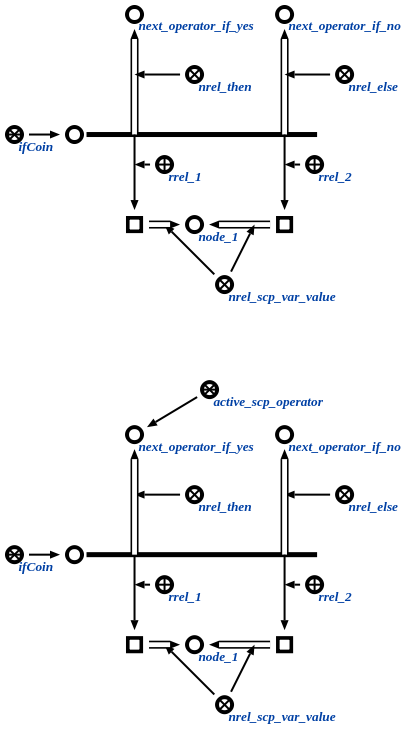 next_operator_if_yes next_operator_if_no
nrel_then nrel_else
ifCoin
rrel_1 rrel_2
node_1
nrel_scp_var_value
active_scp_operator
next_operator_if_yes next_operator_if_no
nrel_then nrel_else
ifCoin
rrel_1 rrel_2
node_1
nrel_scp_var_value